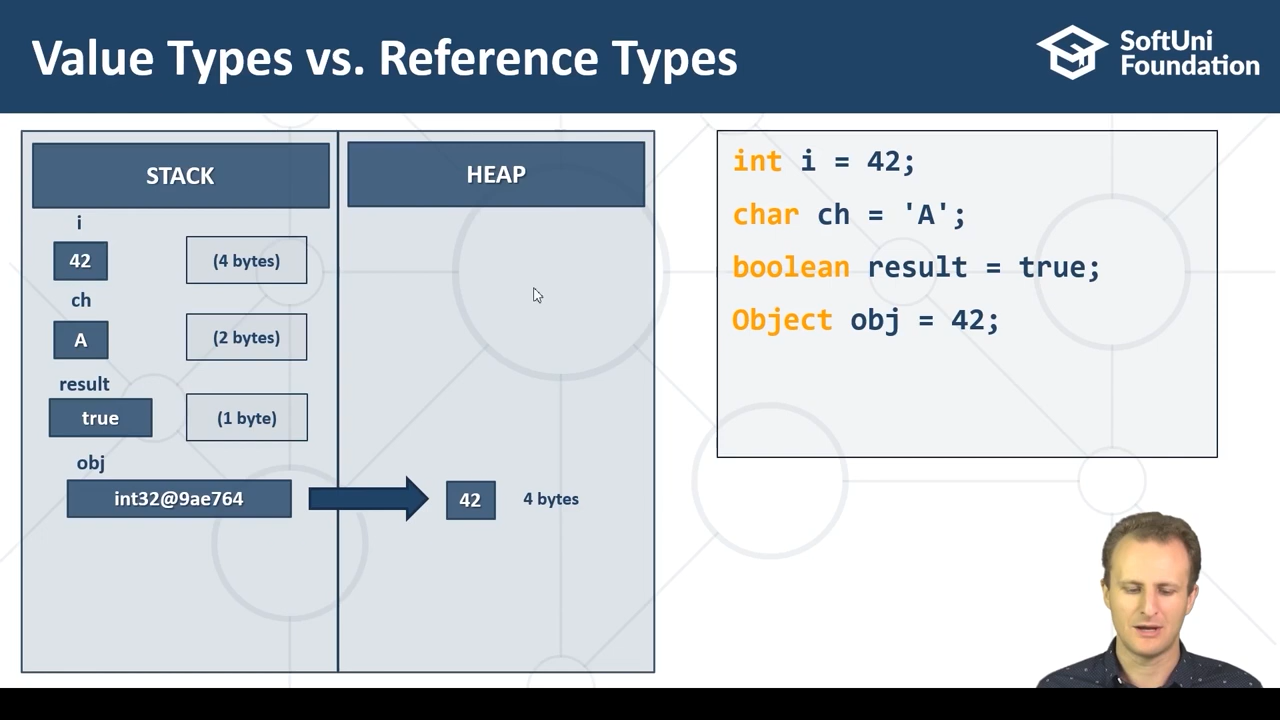 Value Types vs. Reference Types
SoftUni
Foundation
STACK
HEAP
i
42
(4 bytes)
ch
A
(2 bytes)
result
true
(1 byte)
obj
int32@9ae764
42
4 bytes
int i = 42;
char ch = 'A';
boolean result = true;
Object obj = 42;